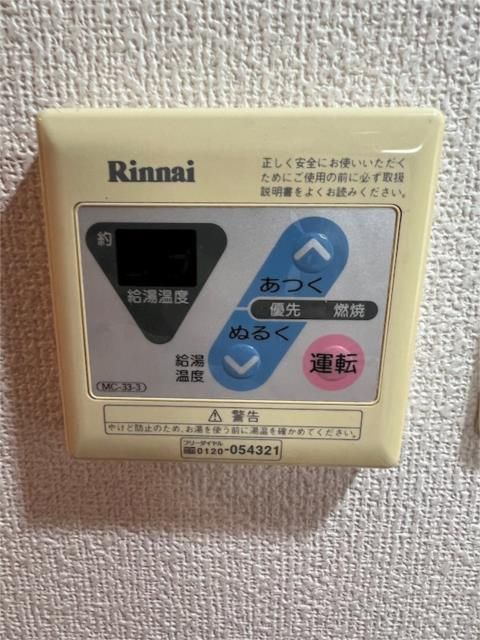 Rinnai
正しく安全にお使いいただく
ためにご使用の前に必ず取扱
説明書をよくお読みください。
約
給湯温度
あつく
優先 燃焼
ぬるく
給湯
温度
運転
MC-33-3
⚠ 警告
やけど防止のため、お湯を使う前に湯温を確かめてください。
フリーダイヤル
0120-054321